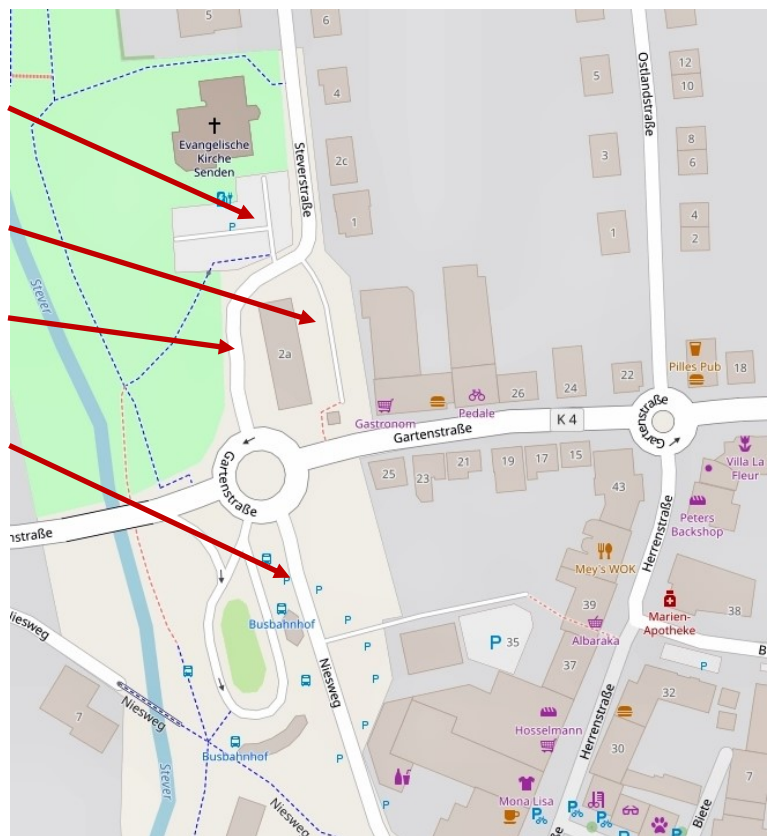 5
6
4
Evangelische
Kirche
Senden
2c
1
P
Steverstraße
Ostlandstraße
5
12
10
3
8
6
1
4
2
Stever
2a
Gastronom
Pedale
26
24
22
Pilles Pub
18
K 4
Gartenstraße
Gartenstraße
Gartenstraße
nstraße
25
23
21
19
17
15
43
Villa La
Fleur
Peters
Backshop
Mey's WOK
Herrenstraße
39
Albaraka
Marien-
Apotheke
38
B
37
P 35
P
P
P
P
P
P
P
P
P
Busbahnhof
Niesweg
iesweg
Niesweg
7
Busbahnhof
Niesweg
Stever
Hosselmann
Mona Lisa
32
30
Herrenstraße
7
Biete
P
P
P
P
P
ße